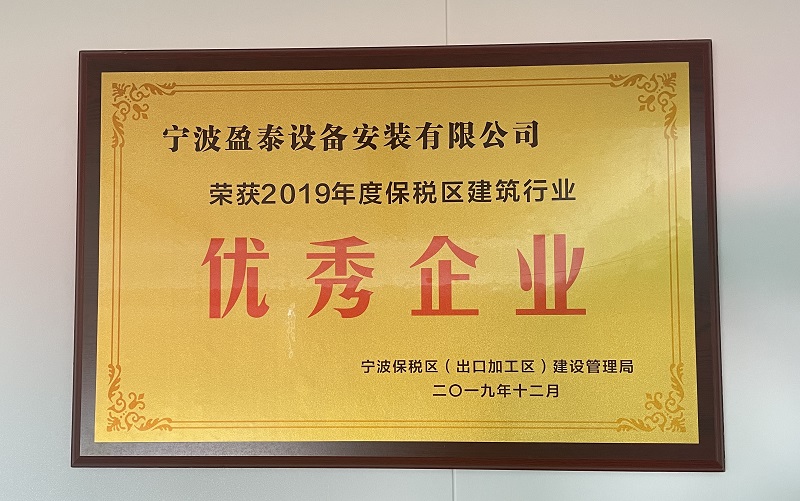 宁波盈泰设备安装有限公司
荣获2019年度保税区建筑行业
优秀企业
宁波保税区（出口加工区）建设管理局
二〇一九年十二月